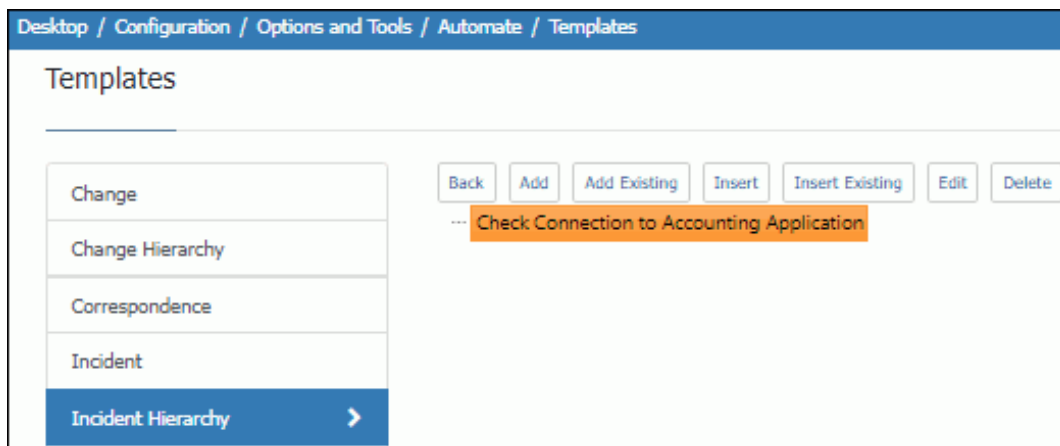 Desktop / Configuration / Options and Tools / Automate / Templates
Templates
Change
Change Hierarchy
Correspondence
Incident
Incident Hierarchy
Back Add Add Existing Insert Insert Existing Edit Delete
Check Connection to Accounting Application